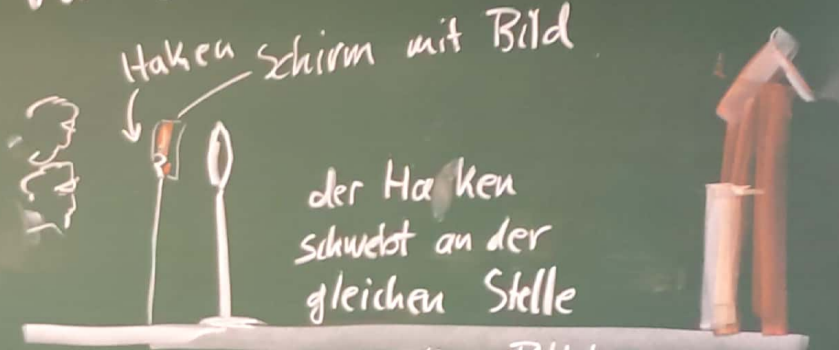 Haken
Schirm mit Bild
der Haken
schwebt an der
gleichen Stelle